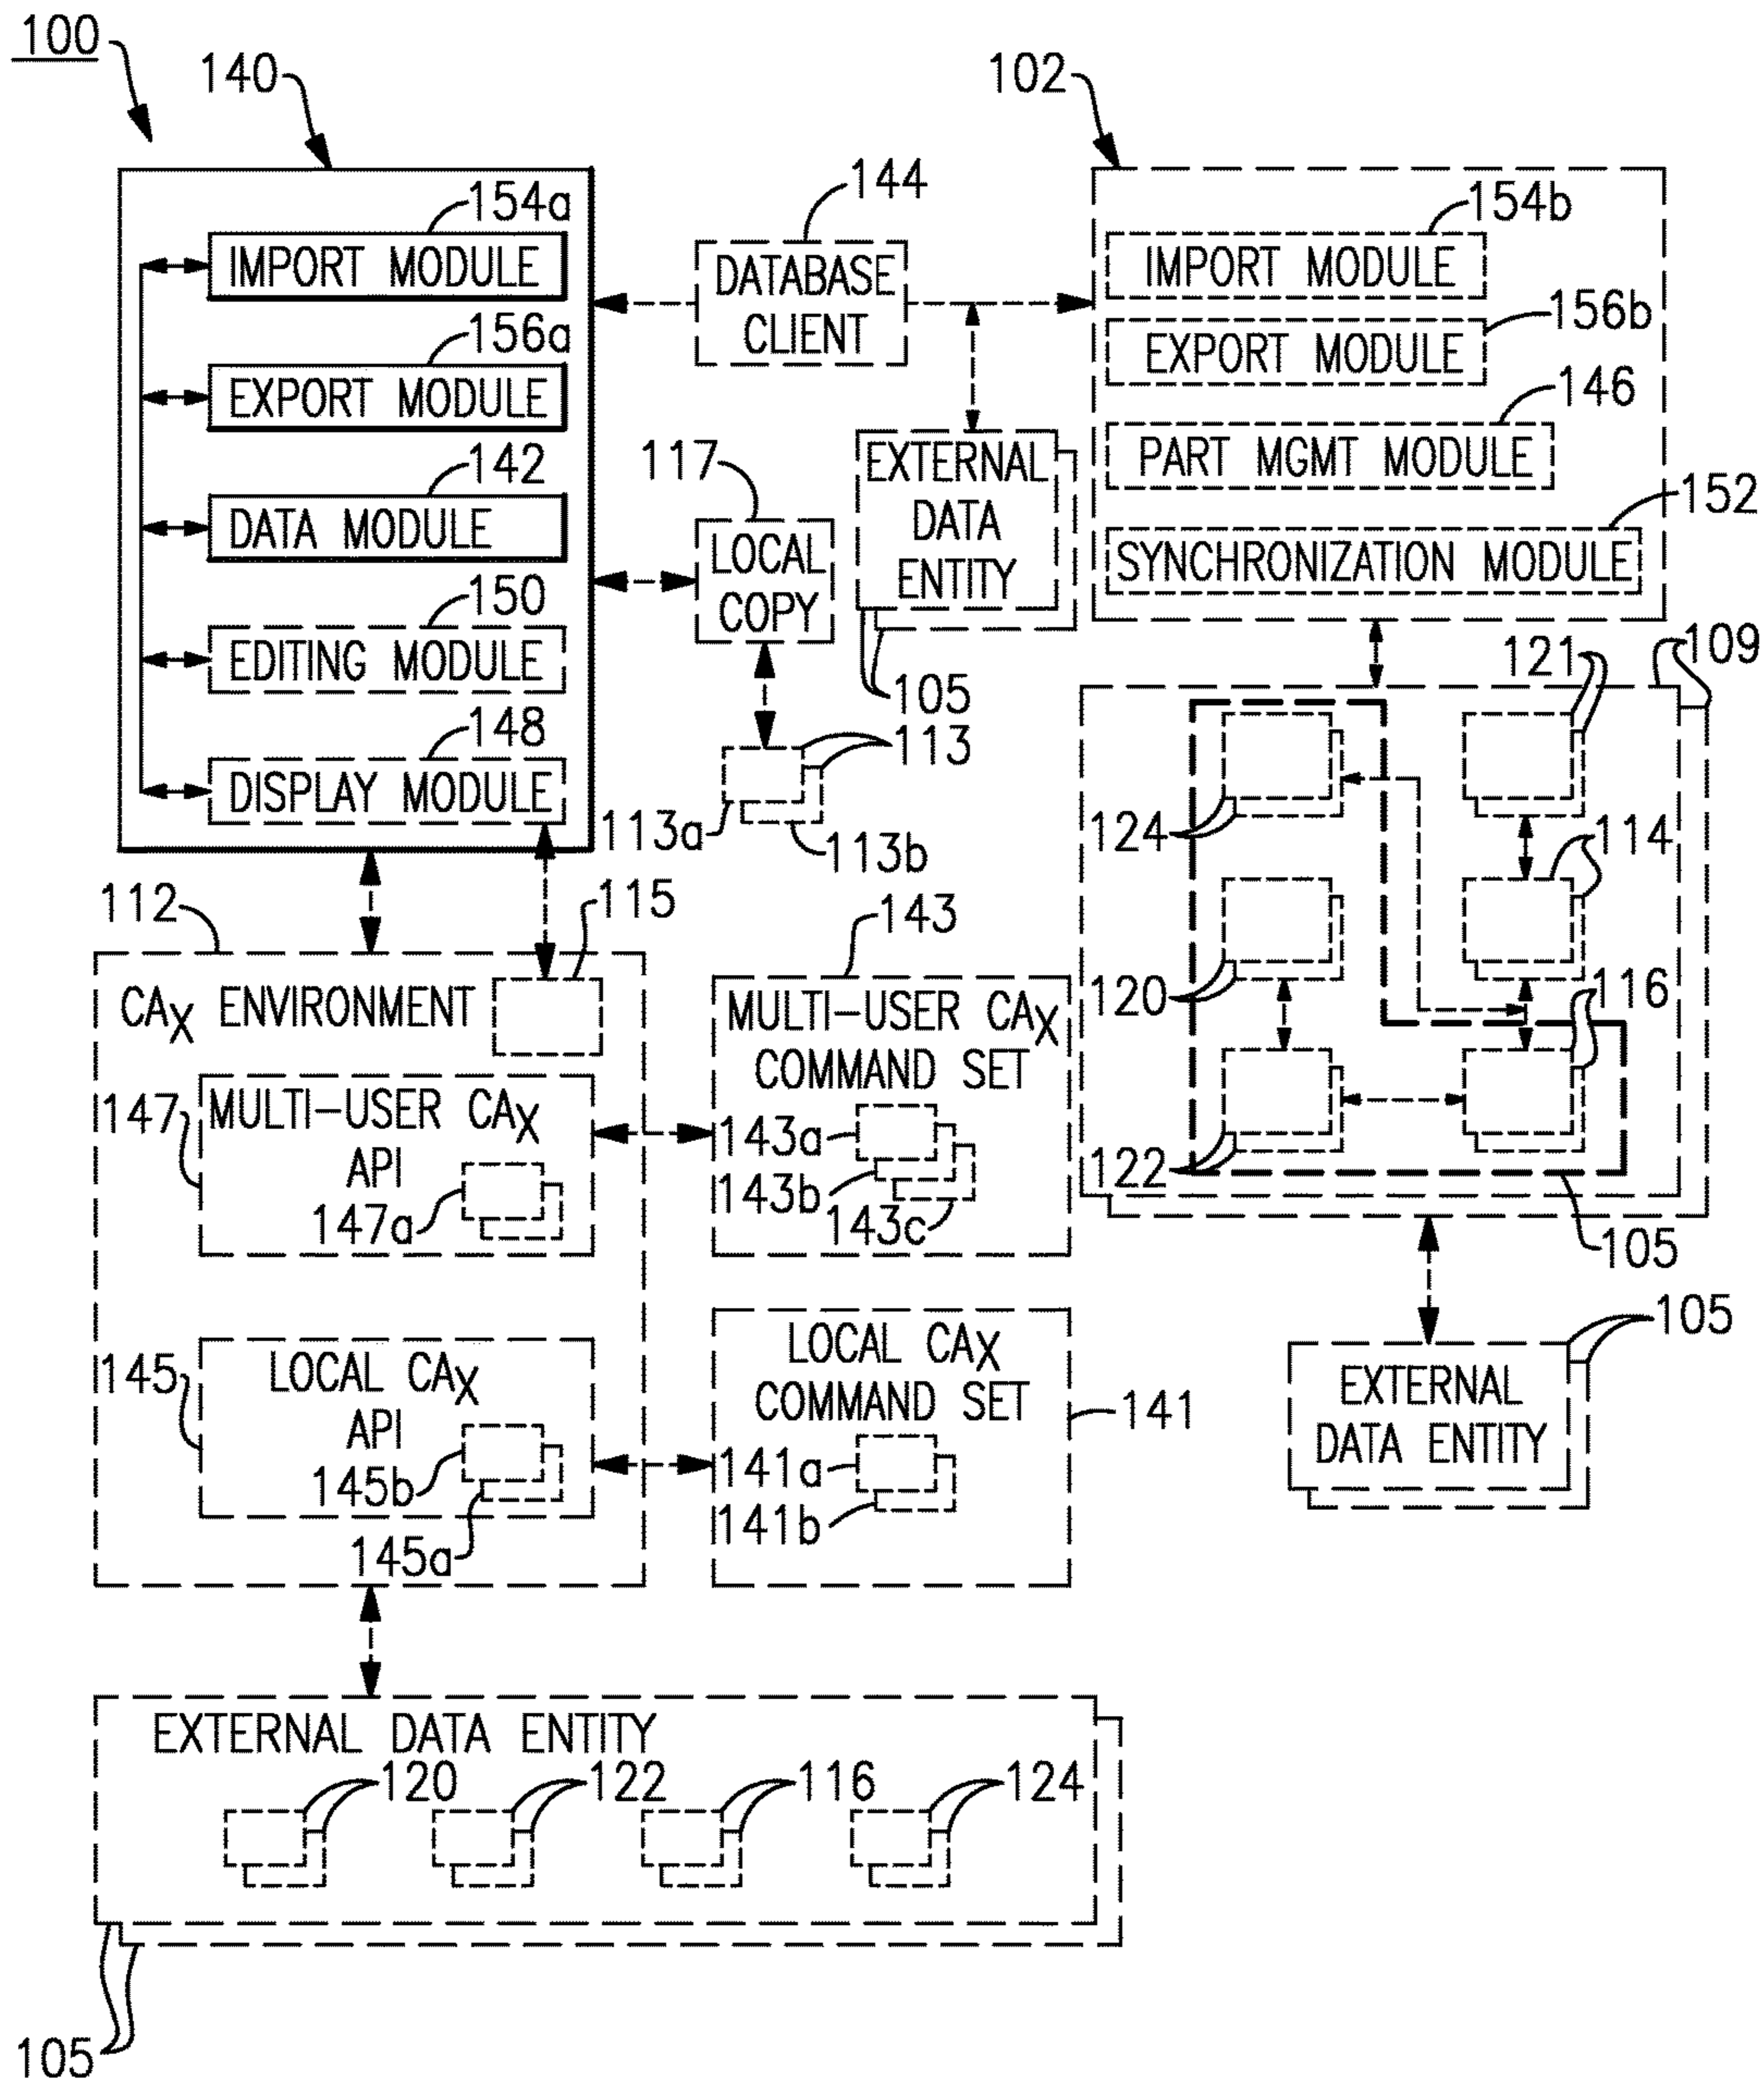 100
140
102
154a
IMPORT MODULE
156a
EXPORT MODULE
142
DATA MODULE
150
EDITING MODULE
148
DISPLAY MODULE
144
DATABASE
CLIENT
117
LOCAL
COPY
EXTERNAL
DATA
ENTITY
105
113
113a
113b
154b
IMPORT MODULE
156b
EXPORT MODULE
146
PART MGMT MODULE
152
SYNCHRONIZATION MODULE
121
109
124
114
120
116
122
105
112
115
CAX ENVIRONMENT
147
MULTI-USER CAX
API
147a
145
LOCAL CAX
API
145b
145a
143
MULTI-USER CAX
COMMAND SET
143a
143b
143c
LOCAL CAX
COMMAND SET
141
141a
141b
105
EXTERNAL
DATA ENTITY
EXTERNAL DATA ENTITY
120
122
116
124
105